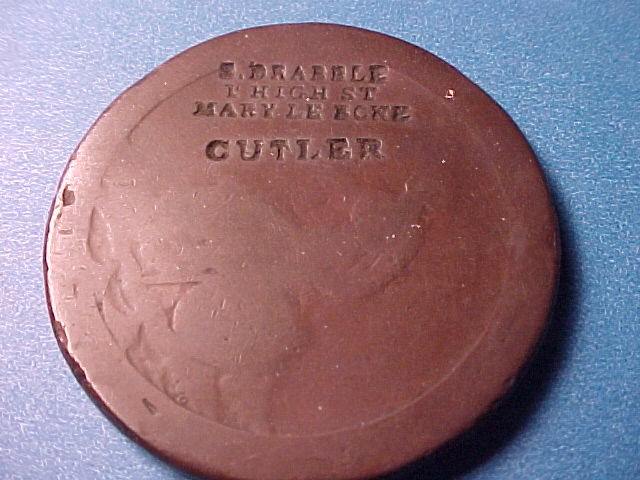 S. DRABBLE
1 HIGH ST
MARY LE BONE
CUTLER